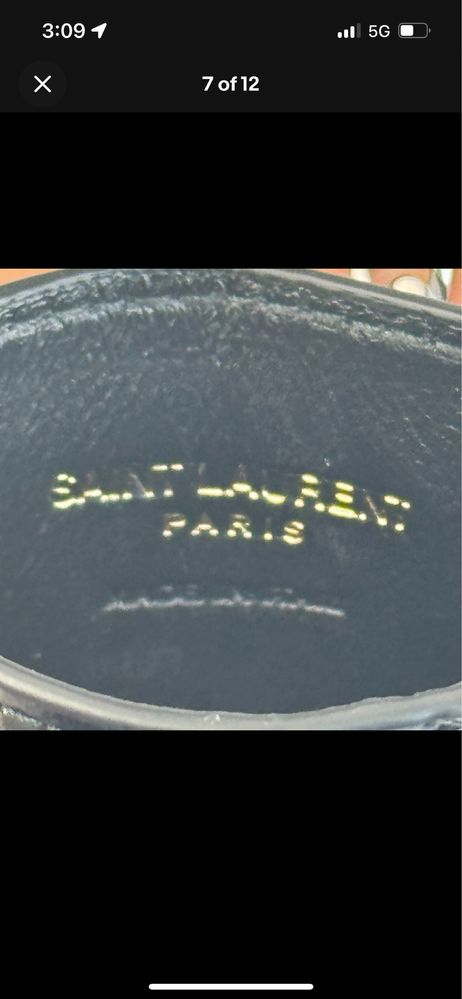 3:09
5G
7 of 12
SAINT LAURENT
PARIS